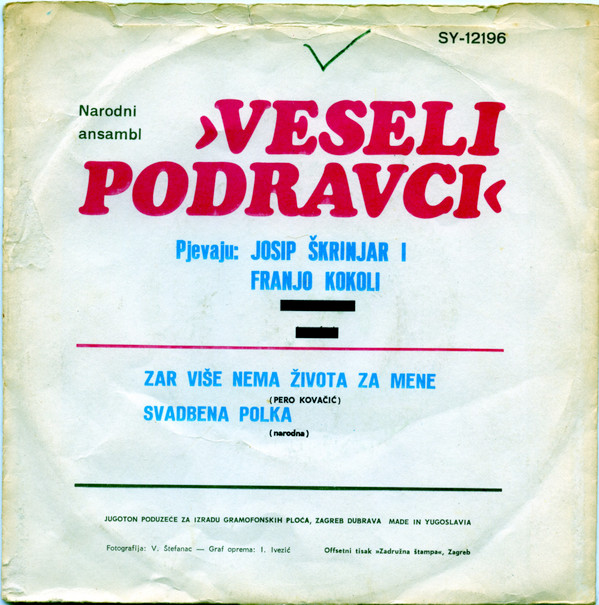 SY-12196
Narodni
ansambl
›VESELI
PODRAVCI‹
Pjevaju: JOSIP ŠKRINJAR I
FRANJO KOKOLI
ZAR VIŠE NEMA ŽIVOTA ZA MENE
(PERO KOVAČIĆ)
SVADBENA POLKA
(narodna)
JUGOTON PODUZEĆE ZA IZRADU GRAMOFONSKIH PLOČA, ZAGREB DUBRAVA MADE IN YUGOSLAVIA
Fotografija: V. Štefanac — Graf oprema: I. Ivezić Offsetni tisak »Zadružna štampa«, Zagreb